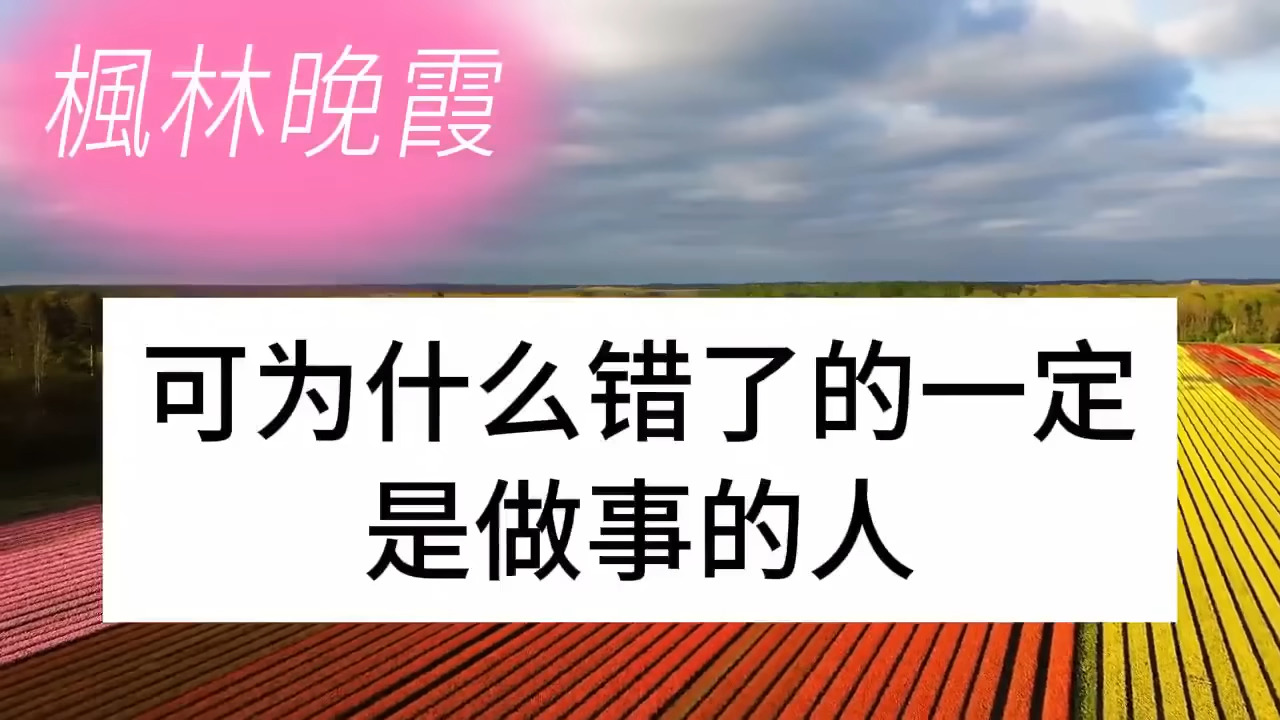 楓林晚霞
可为什么错了的一定
是做事的人